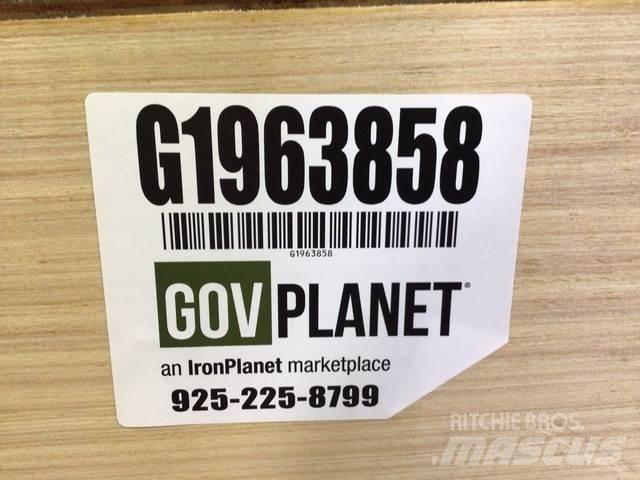 G1963858
G1963858
GOV PLANET®
an IronPlanet marketplace
925-225-8799
RITCHIE BROS.
MASCUS